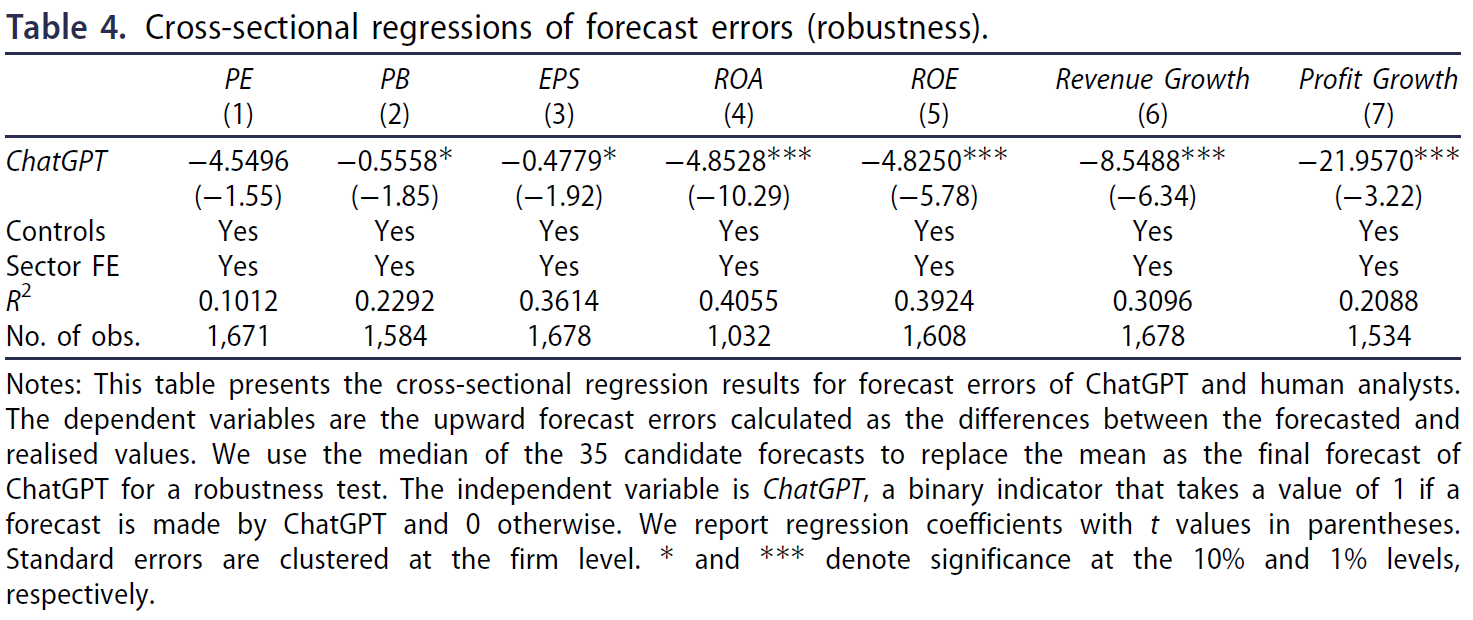 Table 4. Cross-sectional regressions of forecast errors (robustness).
PE PB EPS ROA ROE Revenue Growth Profit Growth
(1) (2) (3) (4) (5) (6) (7)
ChatGPT −4.5496 −0.5558* −0.4779* −4.8528*** −4.8250*** −8.5488*** −21.9570***
(−1.55) (−1.85) (−1.92) (−10.29) (−5.78) (−6.34) (−3.22)
Controls Yes Yes Yes Yes Yes Yes Yes
Sector FE Yes Yes Yes Yes Yes Yes Yes
R² 0.1012 0.2292 0.3614 0.4055 0.3924 0.3096 0.2088
No. of obs. 1,671 1,584 1,678 1,032 1,608 1,678 1,534
Notes: This table presents the cross-sectional regression results for forecast errors of ChatGPT and human analysts.
The dependent variables are the upward forecast errors calculated as the differences between the forecasted and
realised values. We use the median of the 35 candidate forecasts to replace the mean as the final forecast of
ChatGPT for a robustness test. The independent variable is ChatGPT, a binary indicator that takes a value of 1 if a
forecast is made by ChatGPT and 0 otherwise. We report regression coefficients with t values in parentheses.
Standard errors are clustered at the firm level. * and *** denote significance at the 10% and 1% levels,
respectively.